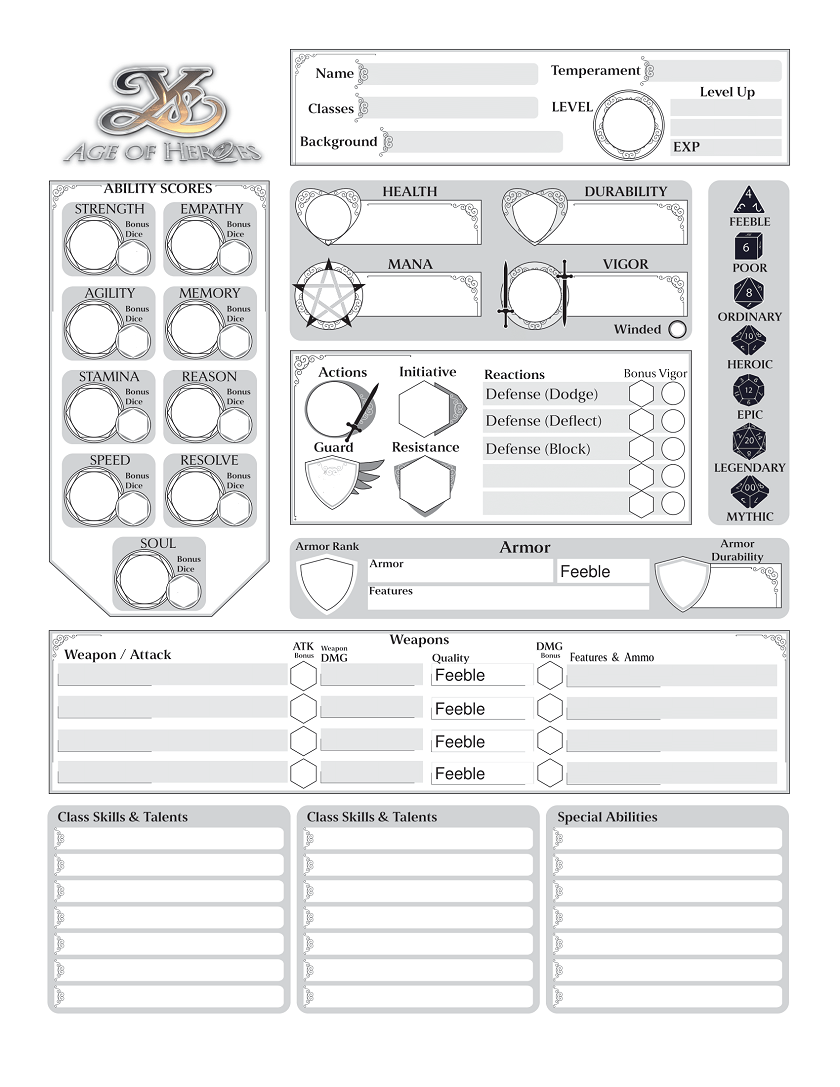 Ys
AGE OF HEROES
Name
Temperament
Classes
LEVEL
Level Up
Background
EXP
ABILITY SCORES
STRENGTH
Bonus
Dice
EMPATHY
Bonus
Dice
AGILITY
Bonus
Dice
MEMORY
Bonus
Dice
STAMINA
Bonus
Dice
REASON
Bonus
Dice
SPEED
Bonus
Dice
RESOLVE
Bonus
Dice
SOUL
Bonus
Dice
HEALTH
DURABILITY
MANA
VIGOR
Winded
4
FEEBLE
6
POOR
8
ORDINARY
10
HEROIC
12
EPIC
20
LEGENDARY
00
MYTHIC
Actions
Initiative
Guard
Resistance
Reactions
Bonus Vigor
Defense (Dodge)
Defense (Deflect)
Defense (Block)
Armor Rank
Armor
Armor
Feeble
Features
Armor
Durability
Weapons
Weapon / Attack
ATK
Bonus
Weapon
DMG
Quality
DMG
Bonus
Features & Ammo
Feeble
Feeble
Feeble
Feeble
Class Skills & Talents
Class Skills & Talents
Special Abilities